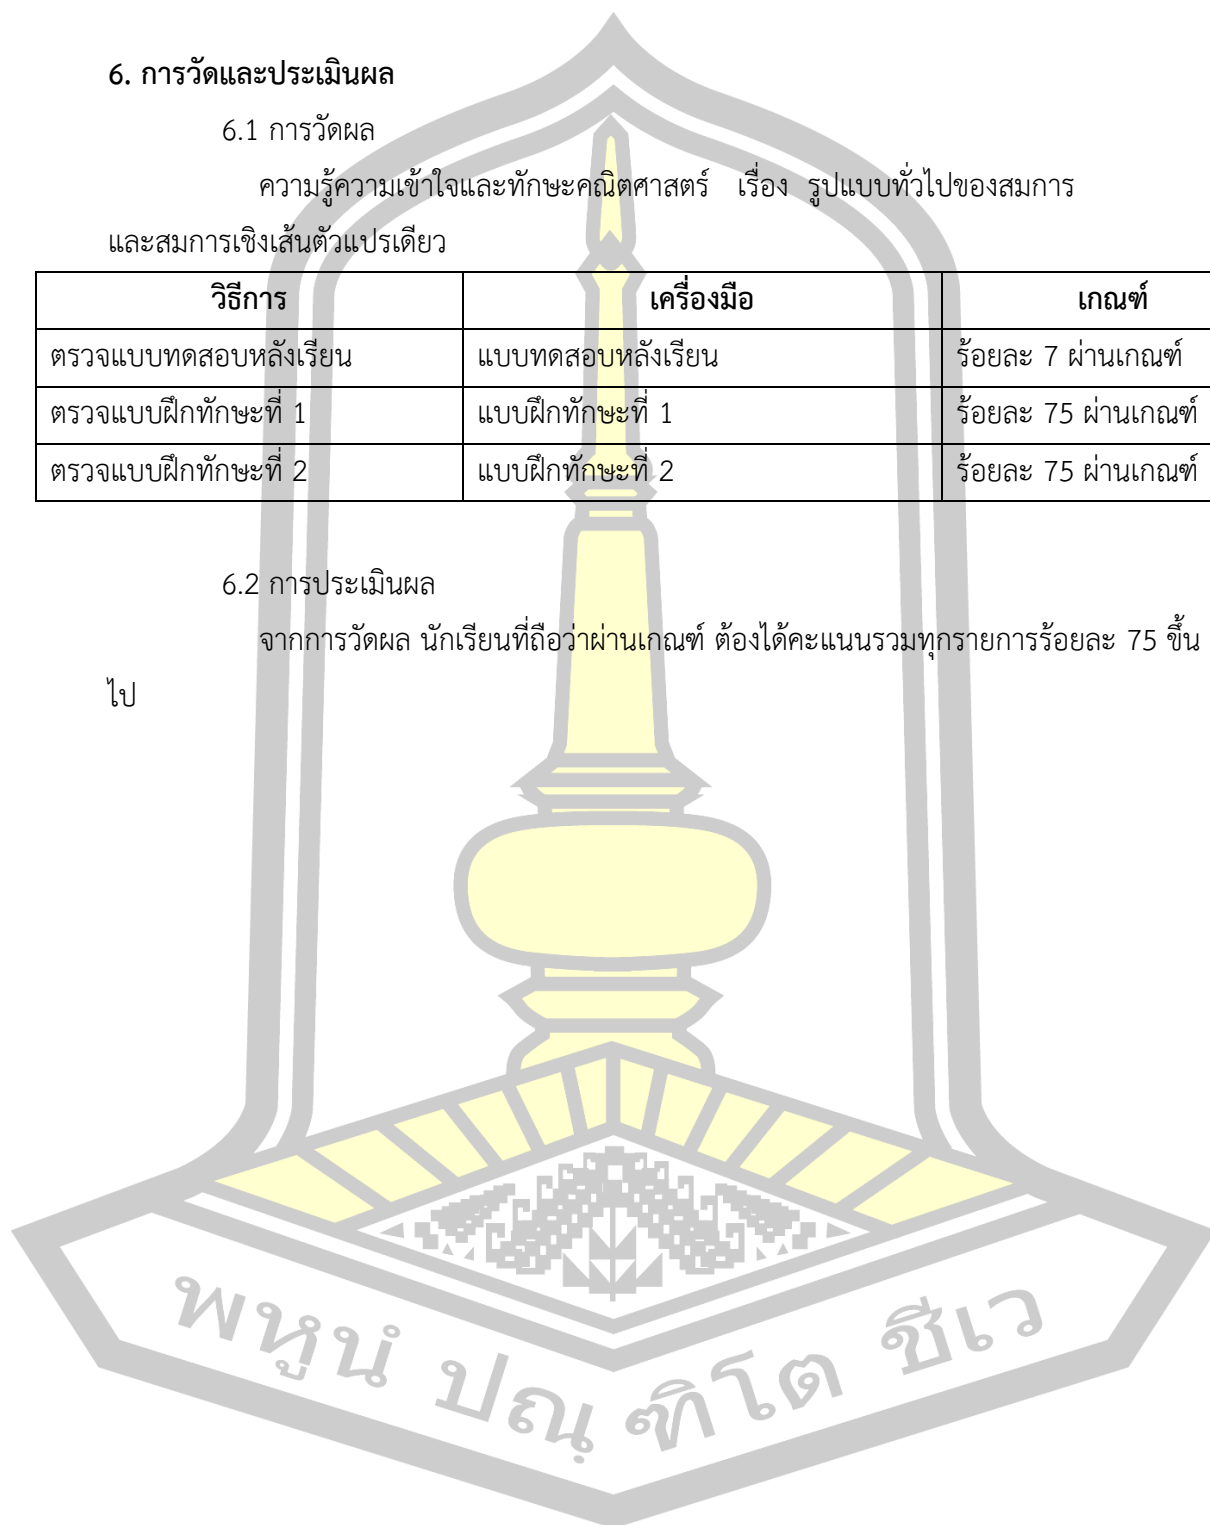 6. การวัดและประเมินผล
6.1 การวัดผล
ความรู้ความเข้าใจและทักษะคณิตศาสตร์ เรื่อง รูปแบบทั่วไปของสมการ
และสมการเชิงเส้นตัวแปรเดียว
วิธีการ เครื่องมือ เกณฑ์
ตรวจแบบทดสอบหลังเรียน แบบทดสอบหลังเรียน ร้อยละ 7 ผ่านเกณฑ์
ตรวจแบบฝึกทักษะที่ 1 แบบฝึกทักษะที่ 1 ร้อยละ 75 ผ่านเกณฑ์
ตรวจแบบฝึกทักษะที่ 2 แบบฝึกทักษะที่ 2 ร้อยละ 75 ผ่านเกณฑ์
6.2 การประเมินผล
จากการวัดผล นักเรียนที่ถือว่าผ่านเกณฑ์ ต้องได้คะแนนรวมทุกรายการร้อยละ 75 ขึ้น
ไป
พหูนํ ปณฺ ฑิโต ชีเว